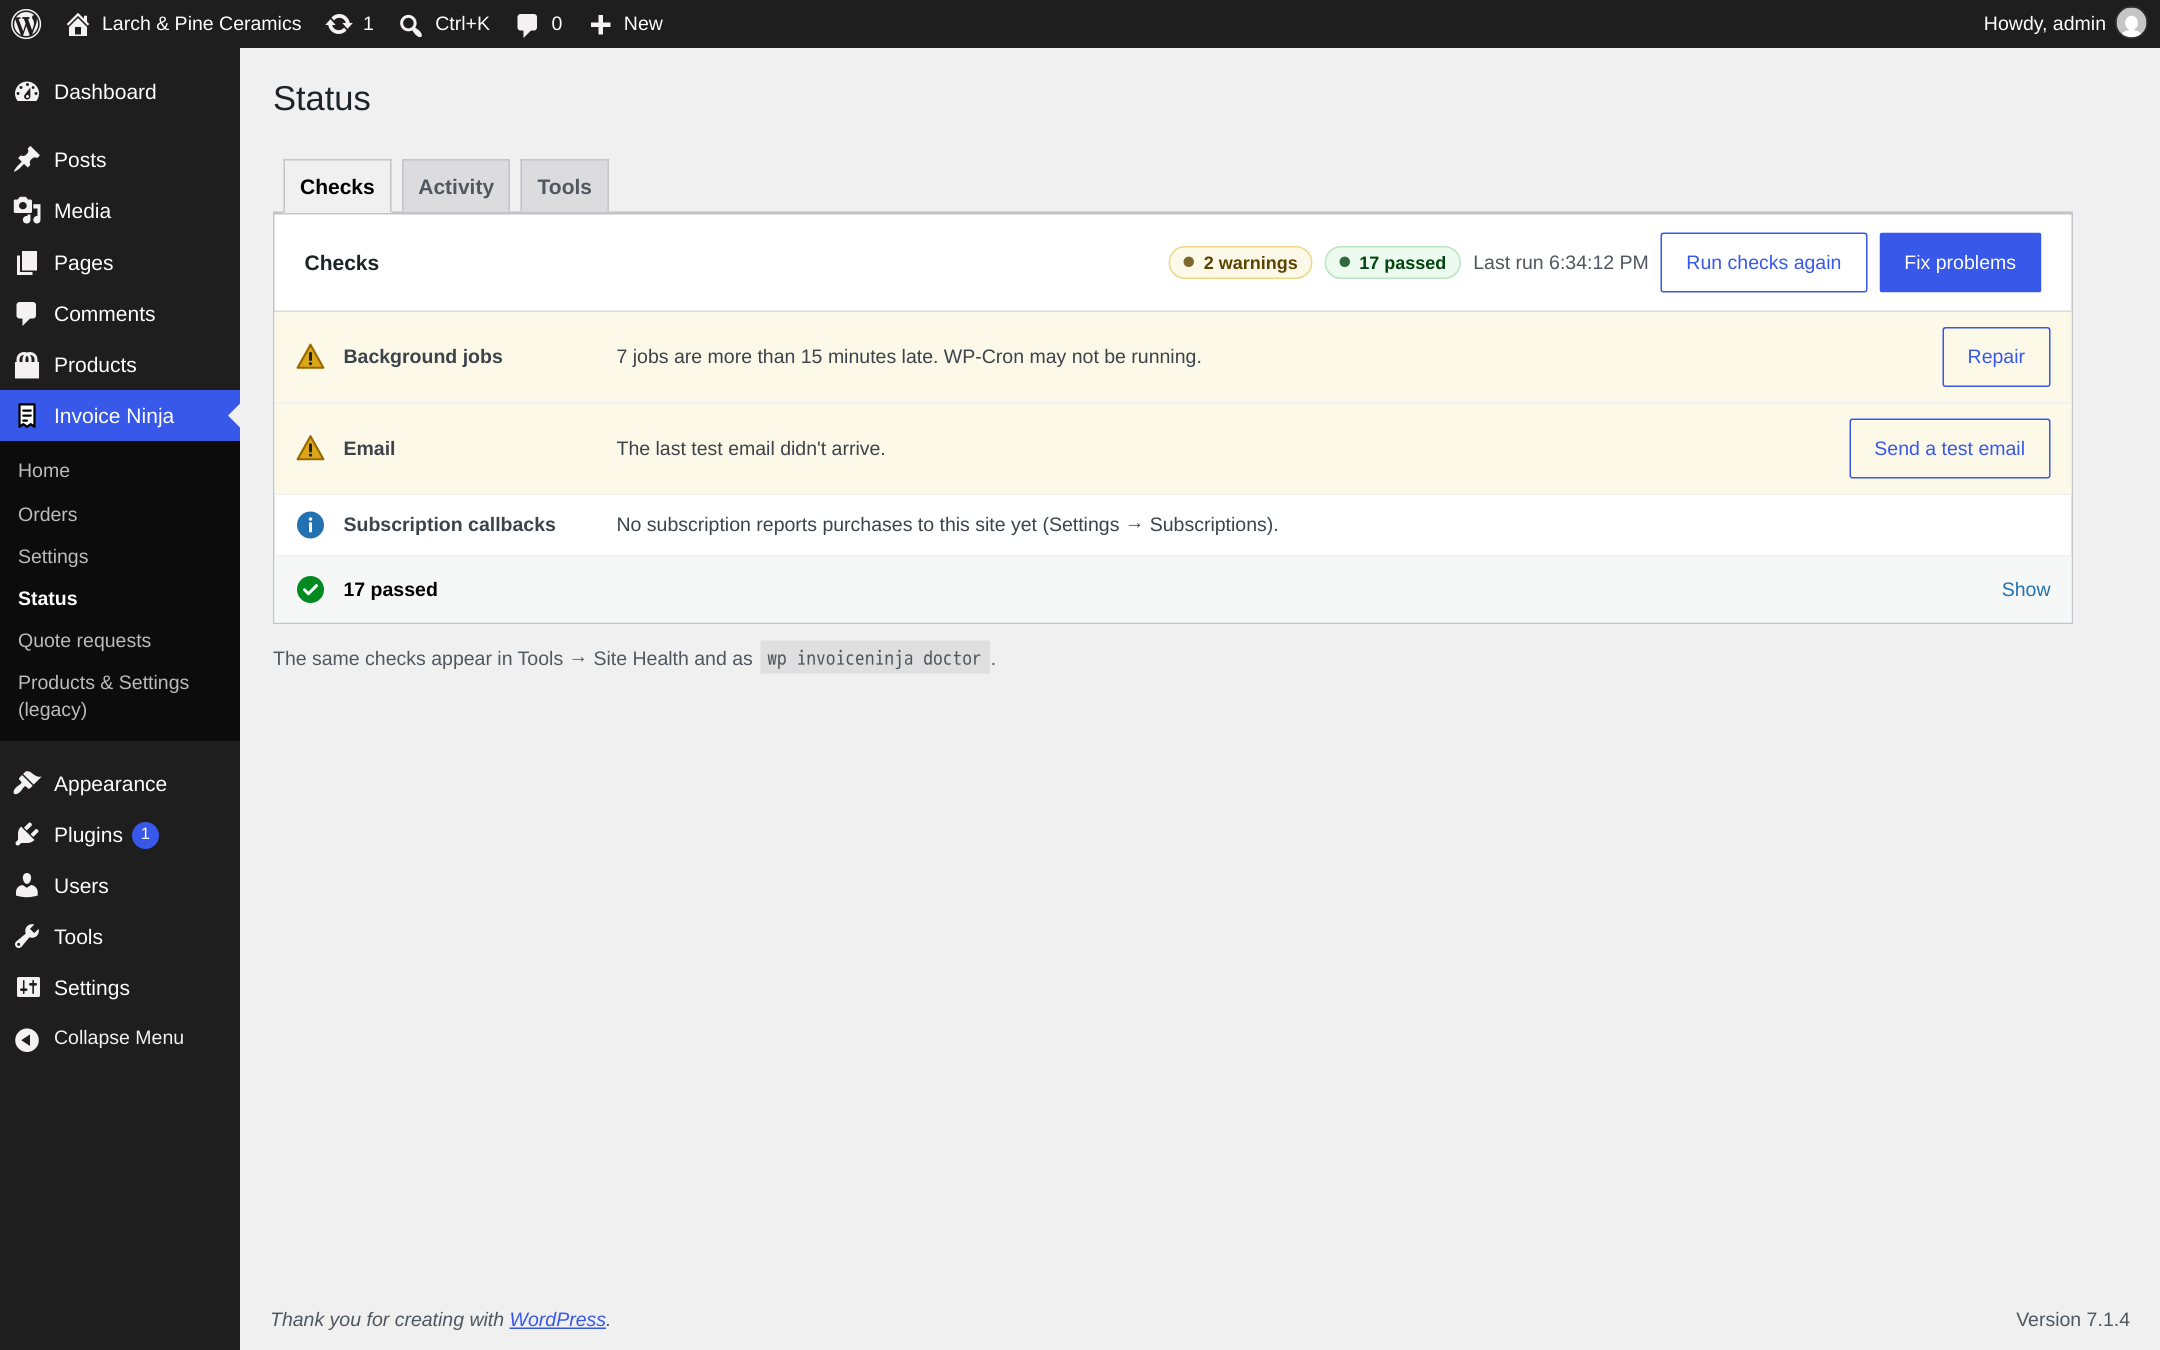 Larch & Pine Ceramics 1 Ctrl+K 0 New Howdy, admin
Dashboard
Posts
Media
Pages
Comments
Products
Invoice Ninja
Home
Orders
Settings
Status
Quote requests
Products & Settings
(legacy)
Appearance
Plugins 1
Users
Tools
Settings
Collapse Menu
Status
Checks Activity Tools
Checks 2 warnings 17 passed Last run 6:34:12 PM Run checks again Fix problems
Background jobs 7 jobs are more than 15 minutes late. WP-Cron may not be running. Repair
Email The last test email didn't arrive. Send a test email
Subscription callbacks No subscription reports purchases to this site yet (Settings → Subscriptions).
17 passed Show
The same checks appear in Tools → Site Health and as wp invoiceninja doctor.
Thank you for creating with WordPress. Version 7.1.4